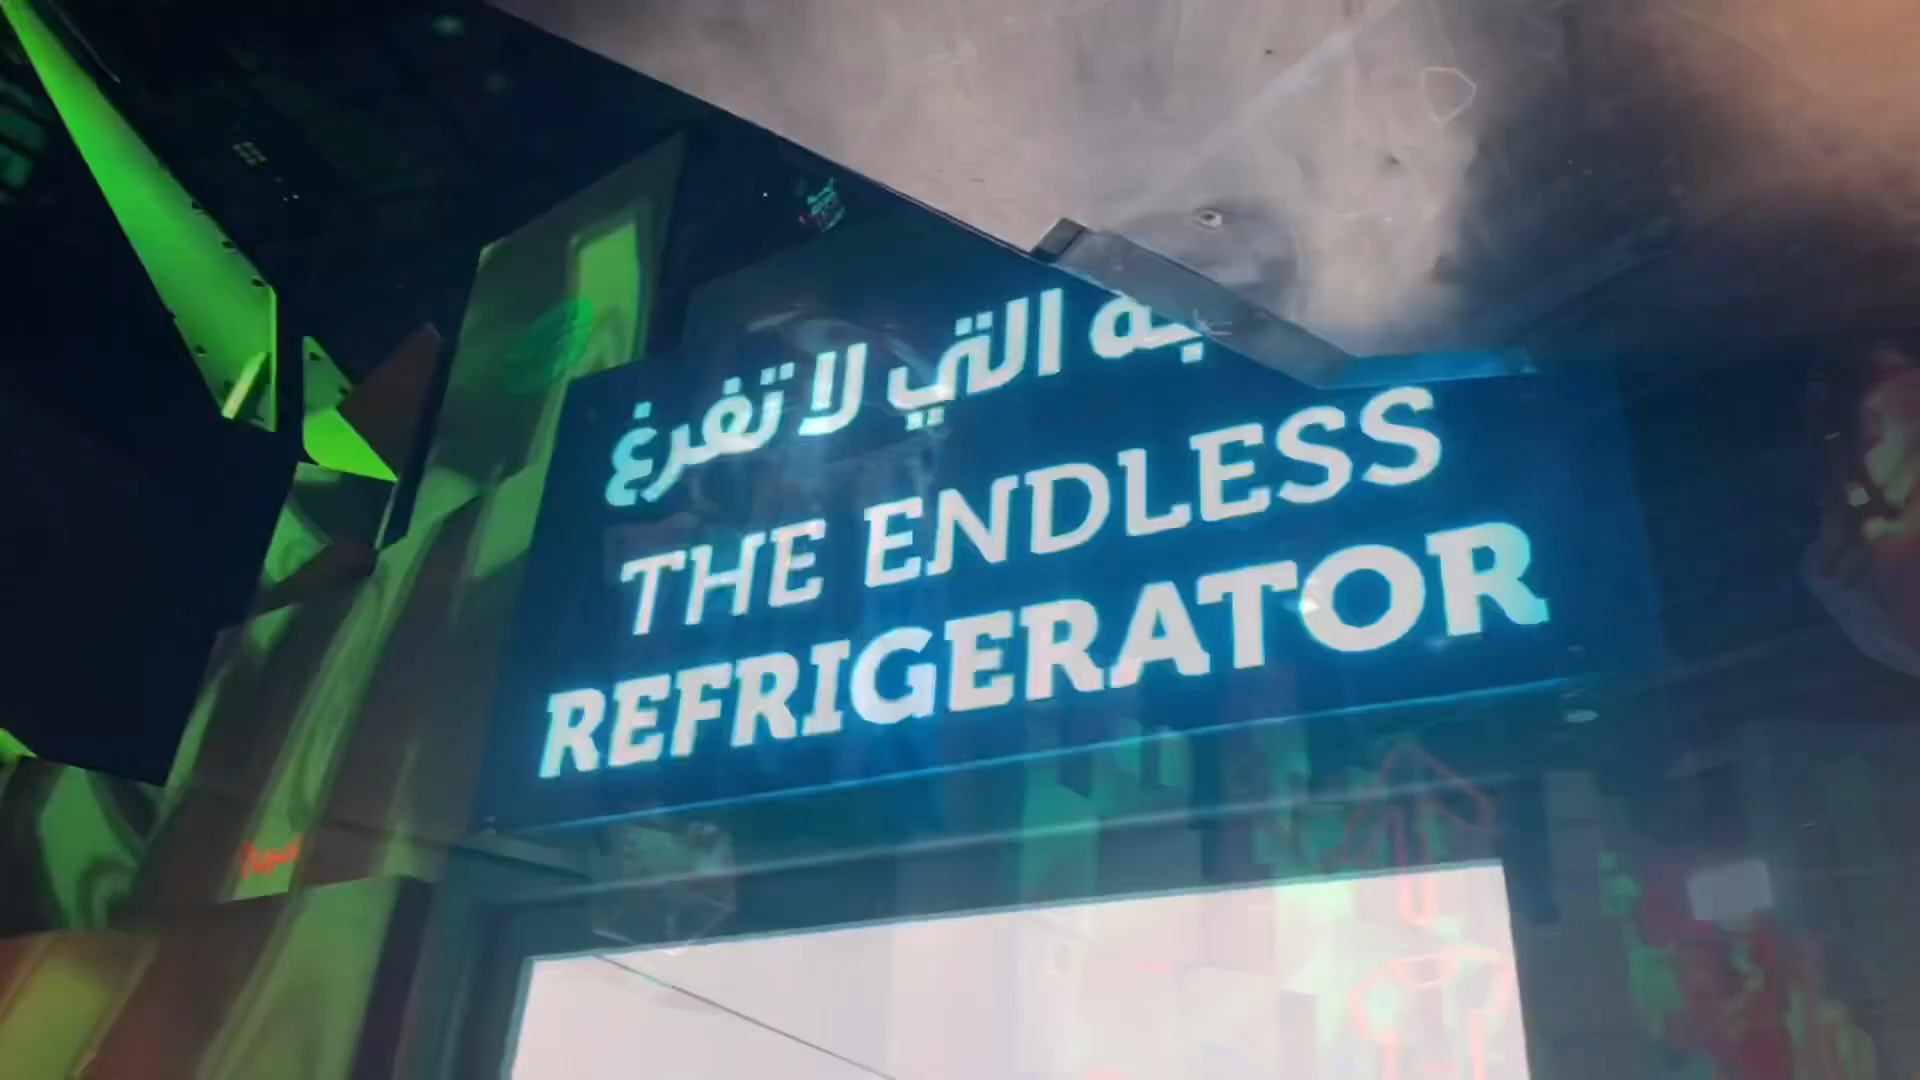 التي لا تفرغ
THE ENDLESS
REFRIGERATOR